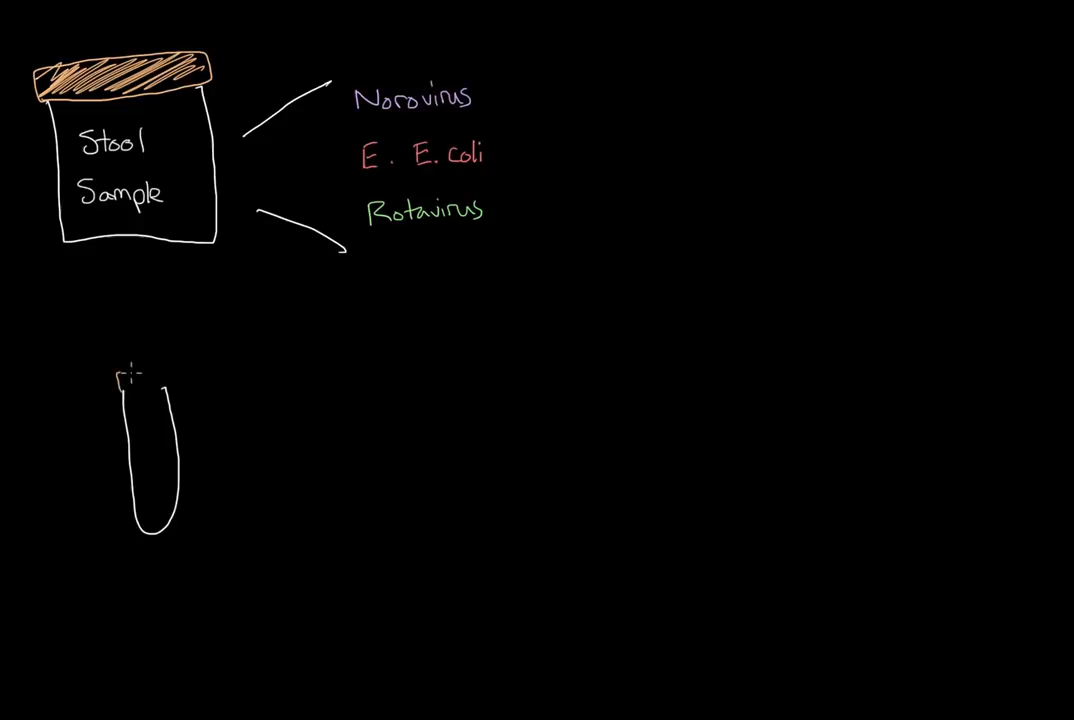 Stool
Sample
Norovirus
E. E. coli
Rotavirus